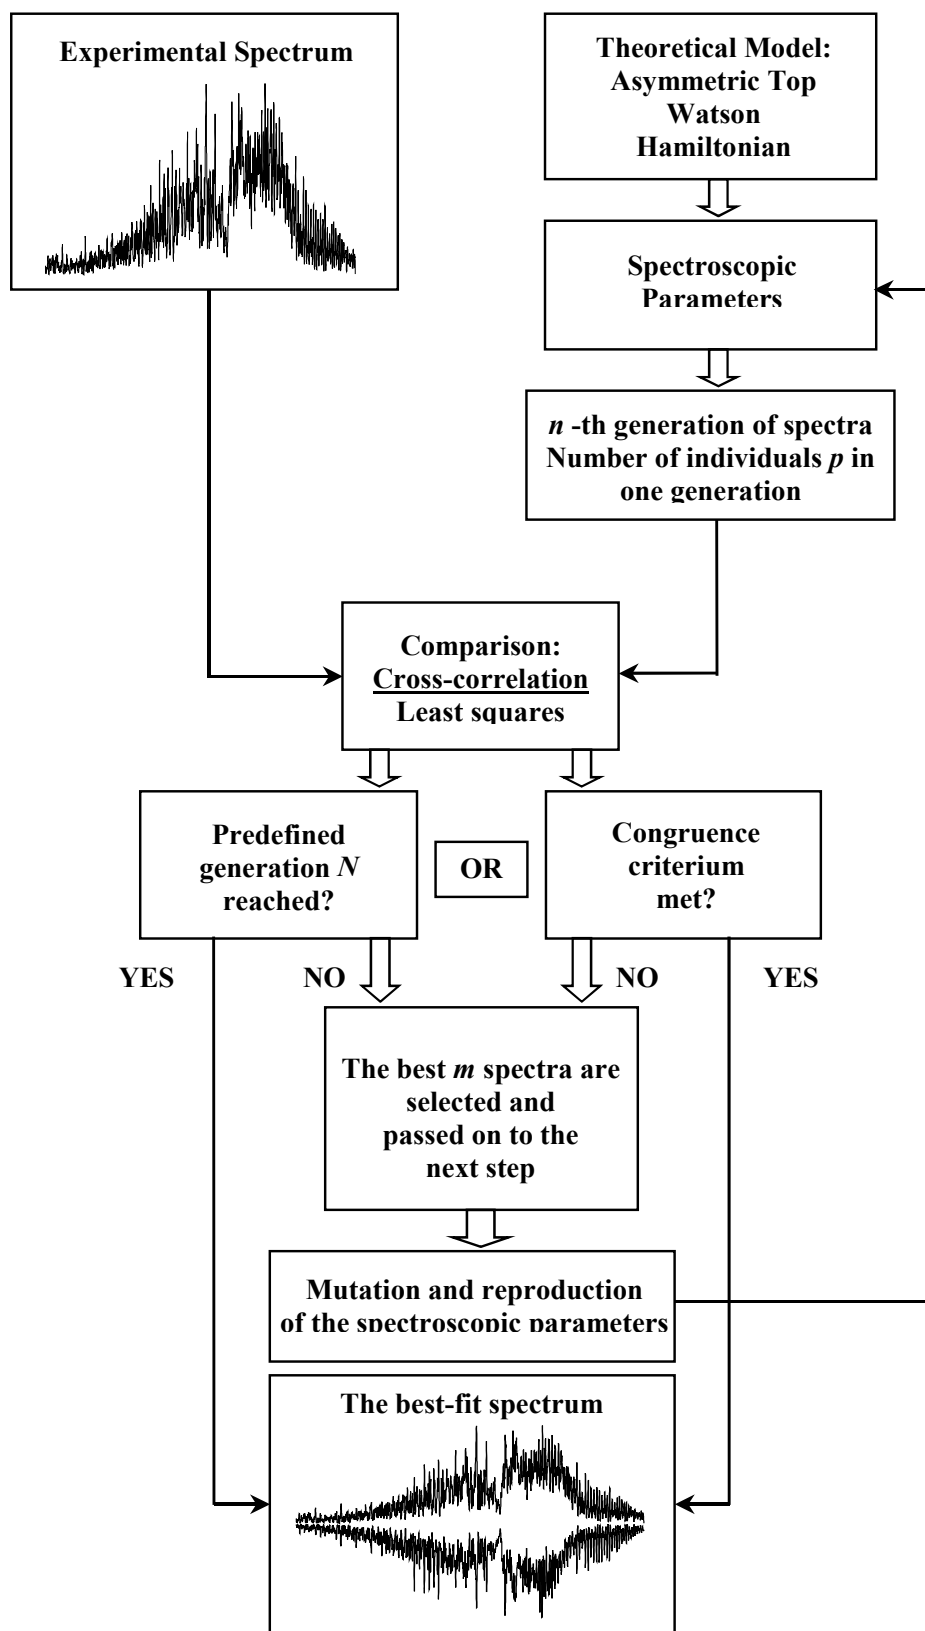 Experimental Spectrum
Theoretical Model:
Asymmetric Top
Watson
Hamiltonian
Spectroscopic
Parameters
n -th generation of spectra
Number of individuals p in
one generation
Comparison:
Cross-correlation
Least squares
Predefined
generation N
reached?
OR
Congruence
criterium
met?
YES
NO
NO
YES
The best m spectra are
selected and
passed on to the
next step
Mutation and reproduction
of the spectroscopic parameters
The best-fit spectrum